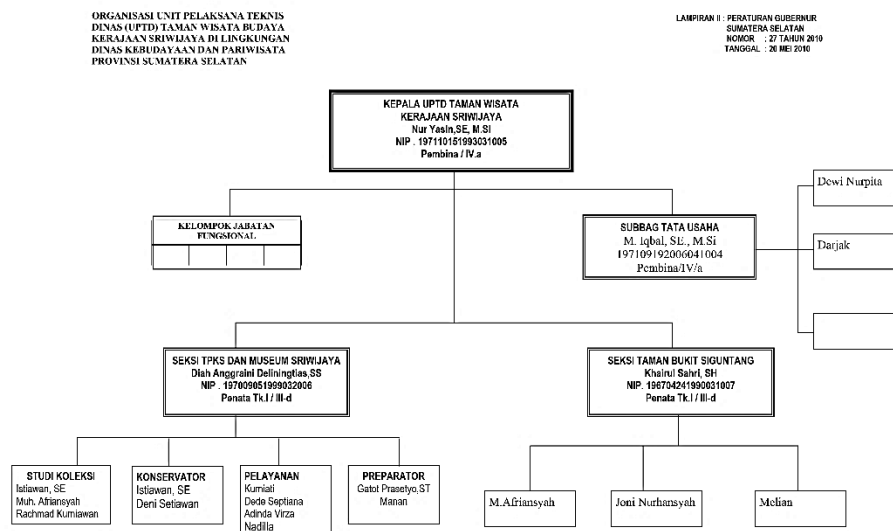 ORGANISASI UNIT PELAKSANA TEKNIS
DINAS (UPTD) TAMAN WISATA BUDAYA
KERAJAAN SRIWIJAYA DI LINGKUNGAN
DINAS KEBUDAYAAN DAN PARIWISATA
PROVINSI SUMATERA SELATAN
LAMPIRAN II : PERATURAN GUBERNUR
SUMATERA SELATAN
NOMOR : 27 TAHUN 2010
TANGGAL : 20 MEI 2010
KEPALA UPTD TAMAN WISATA
KERAJAAN SRIWIJAYA
Nur Yasin,SE, M.SI
NIP . 197110151993031005
Pembina / IV.a
KELOMPOK JABATAN
FUNGSIONAL
SUBBAG TATA USAHA
M. Iqbal, SE., M.Si
197109192006041004
Pembina/IV/a
Dewi Nurpita
Darjak
SEKSI TPKS DAN MUSEUM SRIWIJAYA
Diah Anggraini Deliningtias,SS
NIP . 197009051999032006
Penata Tk.I / III-d
SEKSI TAMAN BUKIT SIGUNTANG
Khairul Sahri, SH
NIP. 196704241990031007
Penata Tk.I / III-d
STUDI KOLEKSI
Istiawan, SE
Muh. Afriansyah
Rachmad Kurniawan
KONSERVATOR
Istiawan, SE
Deni Setiawan
PELAYANAN
Kurniati
Dede Septiana
Adinda Virza
Nadilla
PREPARATOR
Gatot Prasetyo,ST
Manan
M.Afriansyah
Joni Nurhansyah
Melian